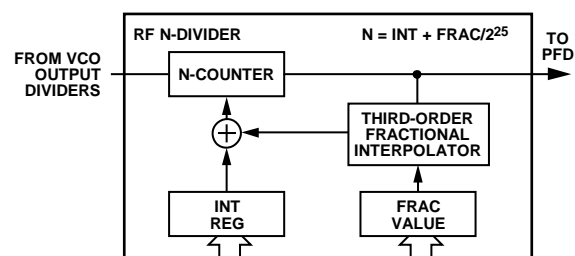 RF N-DIVIDER
N = INT + FRAC/2²⁵
TO
PFD
FROM VCO
OUTPUT
DIVIDERS
N-COUNTER
THIRD-ORDER
FRACTIONAL
INTERPOLATOR
INT
REG
FRAC
VALUE